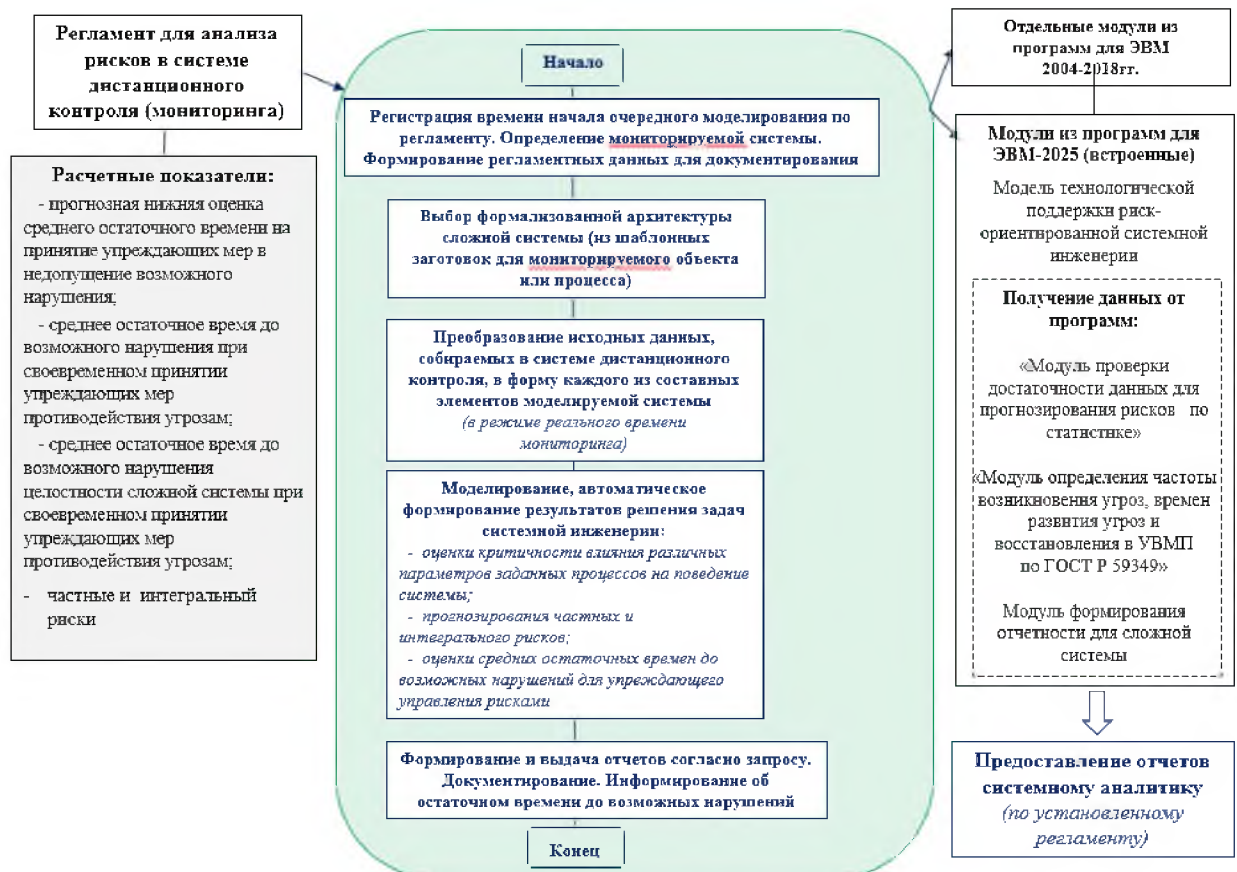 Регламент для анализа
рисков в системе
дистанционного
контроля (мониторинга)
Расчетные показатели:
- прогнозная нижняя оценка
среднего остаточного времени на
принятие упреждающих мер в
недопущение возможного
нарушения;
- среднее остаточное время до
возможного нарушения при
своевременном принятии
упреждающих мер
противодействия угрозам;
- среднее остаточное время до
возможного нарушения
целостности сложной системы при
своевременном принятии
упреждающих мер
противодействия угрозам;
- частные и интегральный
риски
Начало
Регистрация времени начала очередного моделирования по
регламенту. Определение мониторируемой системы.
Формирование регламентных данных для документирования
Выбор формализованной архитектуры
сложной системы (из шаблонных
заготовок для мониторируемого объекта
или процесса)
Преобразование исходных данных,
собираемых в системе дистанционного
контроля, в форму каждого из составных
элементов моделируемой системы
(в режиме реального времени
мониторинга)
Моделирование, автоматическое
формирование результатов решения задач
системной инженерии:
- оценки критичности влияния различных
параметров заданных процессов на поведение
системы;
- прогнозирования частных и
интегрального рисков;
- оценки средних остаточных времен до
возможных нарушений для упреждающего
управления рисками
Формирование и выдача отчетов согласно запросу.
Документирование. Информирование об
остаточном времени до возможных нарушений
Конец
Отдельные модули из
программ для ЭВМ
2004-2018гг.
Модули из программ для
ЭВМ-2025 (встроенные)
Модель технологической
поддержки риск-
ориентированной системной
инженерии
Получение данных от
программ:
«Модуль проверки
достаточности данных для
прогнозирования рисков по
статистике»
«Модуль определения частоты
возникновения угроз, времен
развития угроз и
восстановления в УВМП
по ГОСТ Р 59349»
Модуль формирования
отчетности для сложной
системы
Предоставление отчетов
системному аналитику
(по установленному
регламенту)